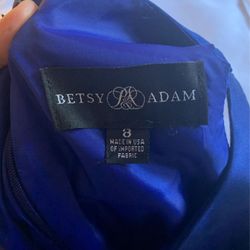 BETSY ADAM
8
MADE IN USA
OF IMPORTED
FABRIC